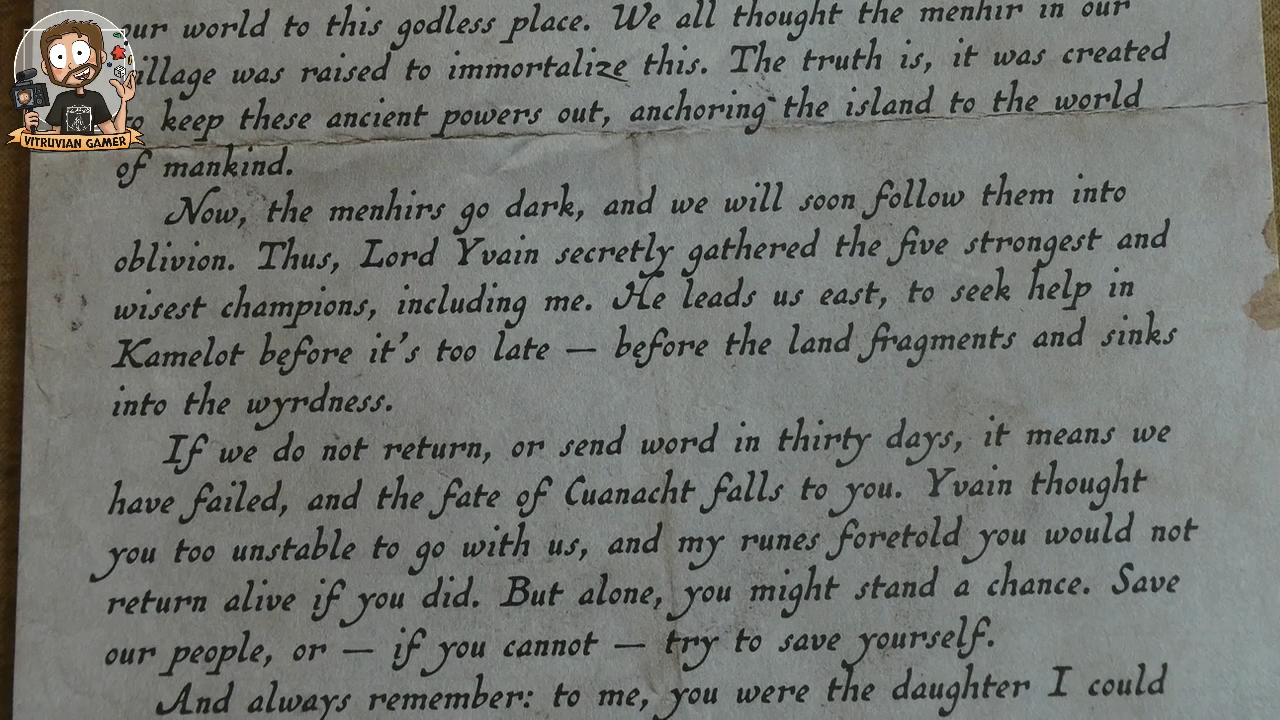 our world to this godless place. We all thought the menhir in our
village was raised to immortalize this. The truth is, it was created
to keep these ancient powers out, anchoring the island to the world
of mankind.
Now, the menhirs go dark, and we will soon follow them into
oblivion. Thus, Lord Yvain secretly gathered the five strongest and
wisest champions, including me. He leads us east, to seek help in
Kamelot before it's too late — before the land fragments and sinks
into the wyrdness.
If we do not return, or send word in thirty days, it means we
have failed, and the fate of Cuanacht falls to you. Yvain thought
you too unstable to go with us, and my runes foretold you would not
return alive if you did. But alone, you might stand a chance. Save
our people, or — if you cannot — try to save yourself.
And always remember: to me, you were the daughter I could
VITRUVIAN GAMER